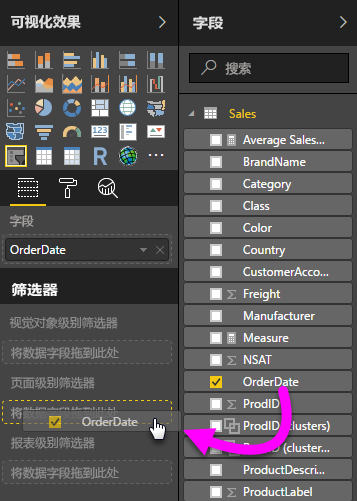 可视化效果
123
R
字段
OrderDate
筛选器
视觉对象级别筛选器
将数据字段拖到此处
页面级别筛选器
将数据字段拖到此处
OrderDate
报表级别筛选器
将数据字段拖到此处
字段
搜索
Sales
Average Sales...
BrandName
Category
Class
Color
Country
CustomerAcco...
Freight
Manufacturer
Measure
NSAT
OrderDate
ProdID
ProdID (clusters)
(cluster...
ProductDescri...
ProductLabel